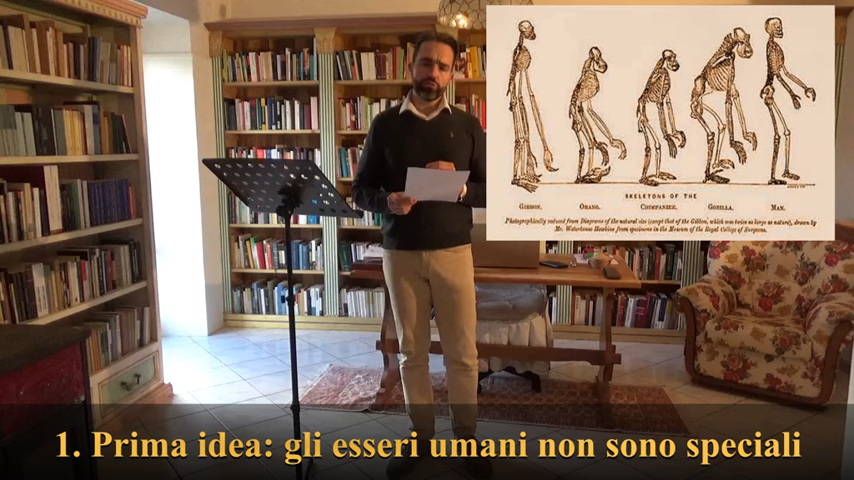 SKELETONS OF THE
GIBBON. ORANG. CHIMPANZEE. GORILLA. MAN.
Photographically reduced from Diagrams of the natural size (except that of the Gibbon, which was twice as large as nature), drawn by
Mr. Waterhouse Hawkins from specimens in the Museum of the Royal College of Surgeons.
1. Prima idea: gli esseri umani non sono speciali